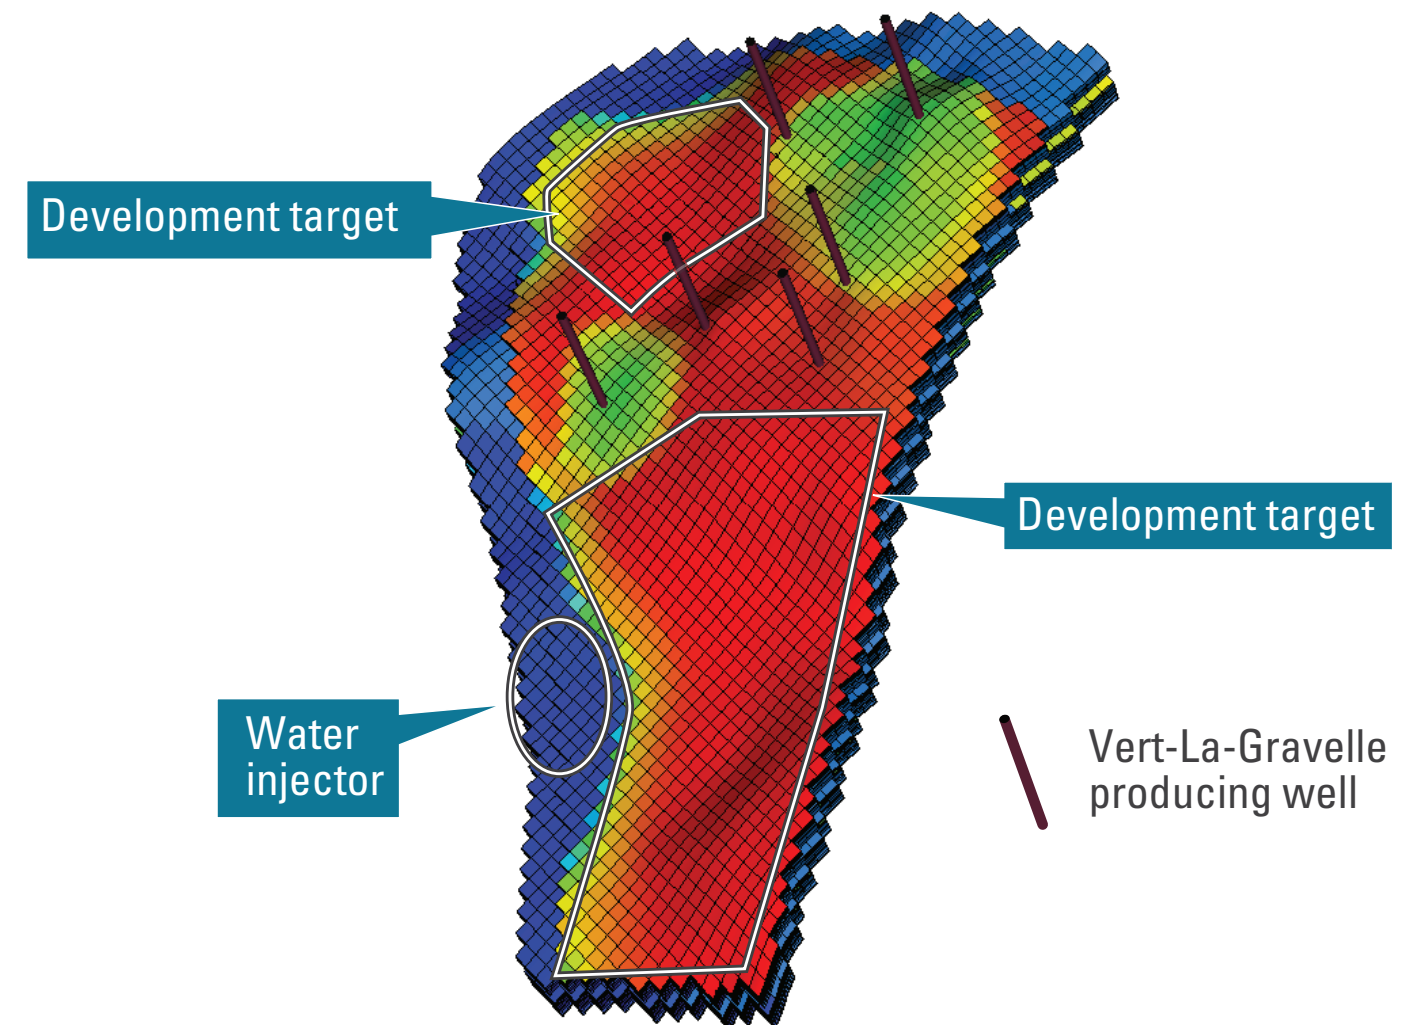 Development target
Development target
Water
injector
Vert-La-Gravelle
producing well